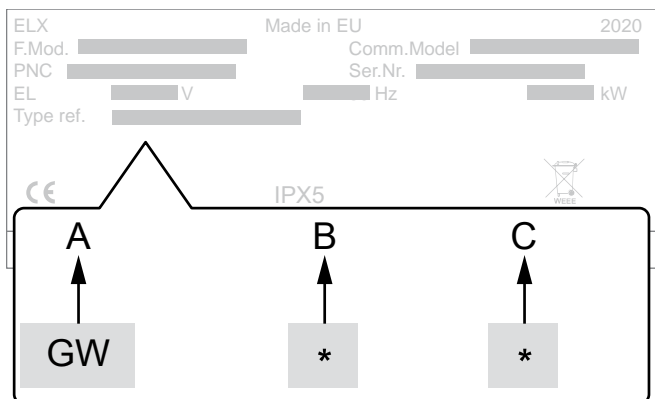 ELX Made in EU 2020
F.Mod. Comm.Model
PNC Ser.Nr.
EL V Hz kW
Type ref.
CE IPX5 WEEE
A B C
GW * *